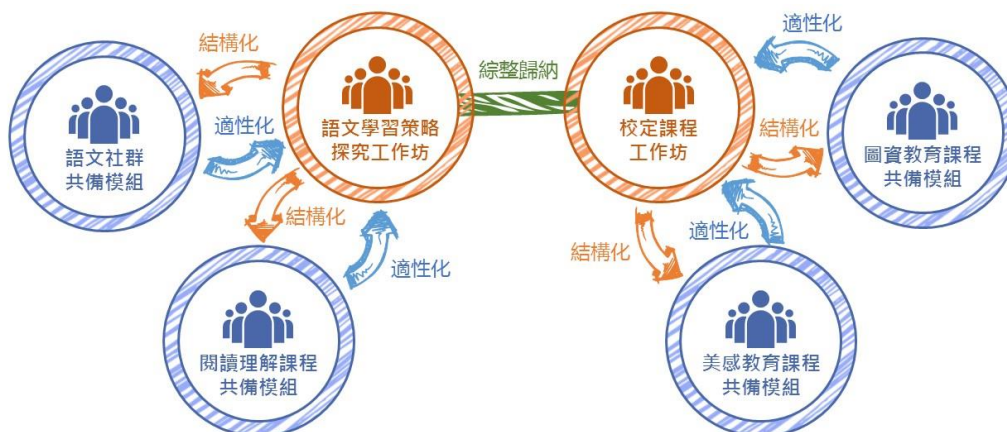 結構化
適性化
綜整歸納
語文學習策略
探究工作坊
校定課程
工作坊
語文社群
共備模組
適性化
結構化
圖資教育課程
共備模組
結構化
適性化
結構化
適性化
閱讀理解課程
共備模組
美感教育課程
共備模組